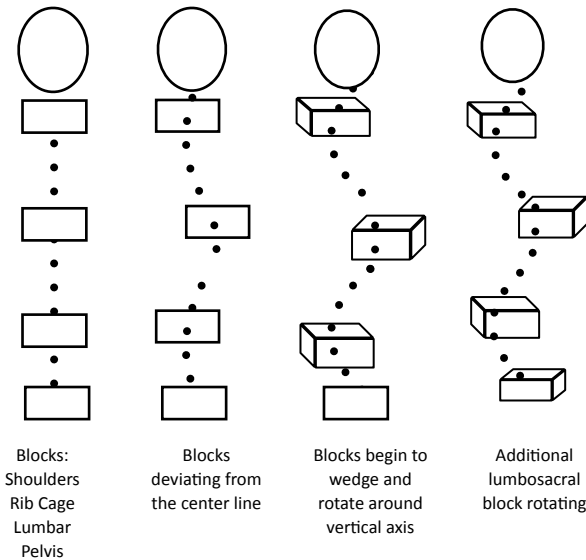 Blocks:
Shoulders
Rib Cage
Lumbar
Pelvis
Blocks
deviating from
the center line
Blocks begin to
wedge and
rotate around
vertical axis
Additional
lumbosacral
block rotating